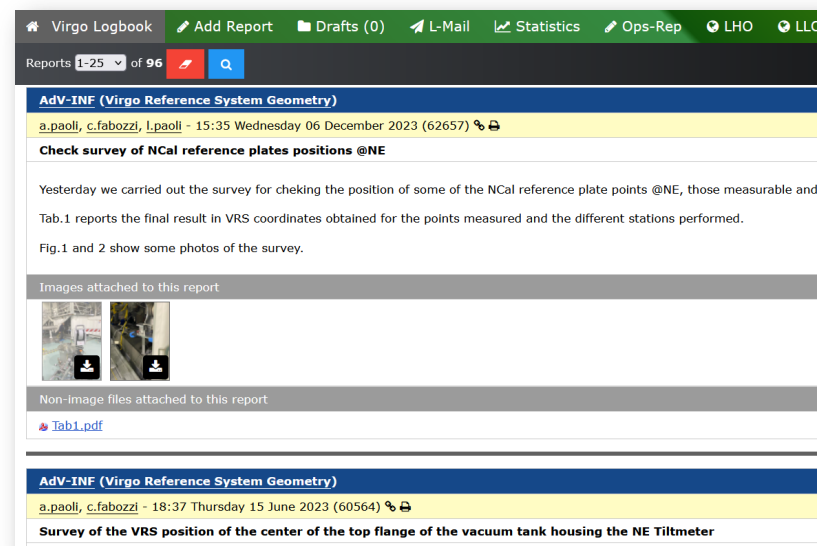 Virgo Logbook Add Report Drafts (0) L-Mail Statistics Ops-Rep LHO LLO
Reports 1-25 of 96
AdV-INF (Virgo Reference System Geometry)
a.paoli, c.fabozzi, l.paoli - 15:35 Wednesday 06 December 2023 (62657)
Check survey of NCal reference plates positions @NE
Yesterday we carried out the survey for cheking the position of some of the NCal reference plate points @NE, those measurable and
Tab.1 reports the final result in VRS coordinates obtained for the points measured and the different stations performed.
Fig.1 and 2 show some photos of the survey.
Images attached to this report
Non-image files attached to this report
Tab1.pdf
AdV-INF (Virgo Reference System Geometry)
a.paoli, c.fabozzi - 18:37 Thursday 15 June 2023 (60564)
Survey of the VRS position of the center of the top flange of the vacuum tank housing the NE Tiltmeter